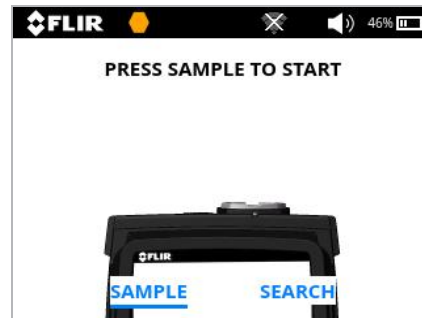 FLIR 46%
PRESS SAMPLE TO START
FLIR
SAMPLE SEARCH